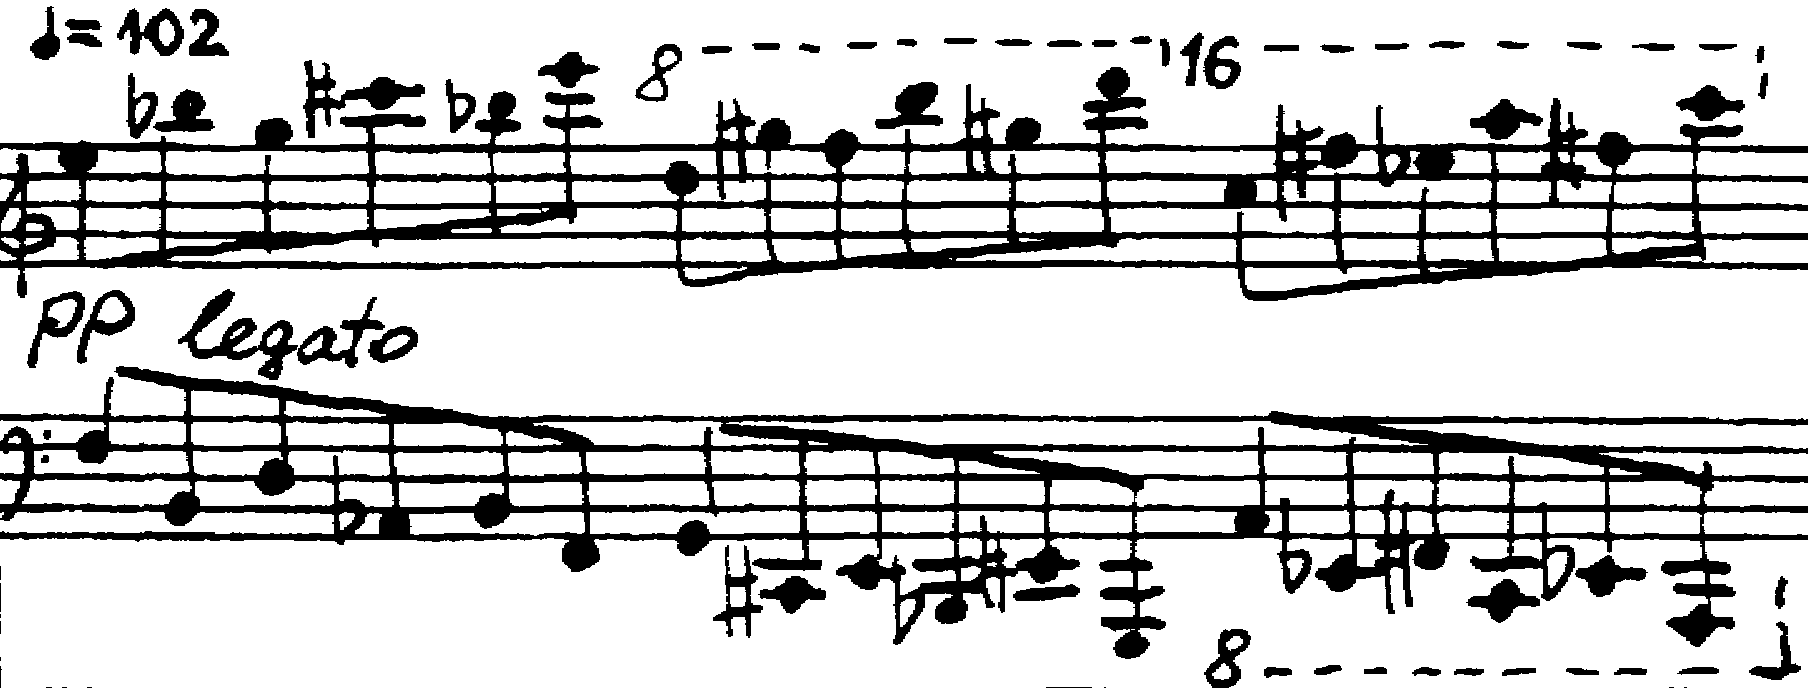 ♩= 102
8 16
pp legato
8